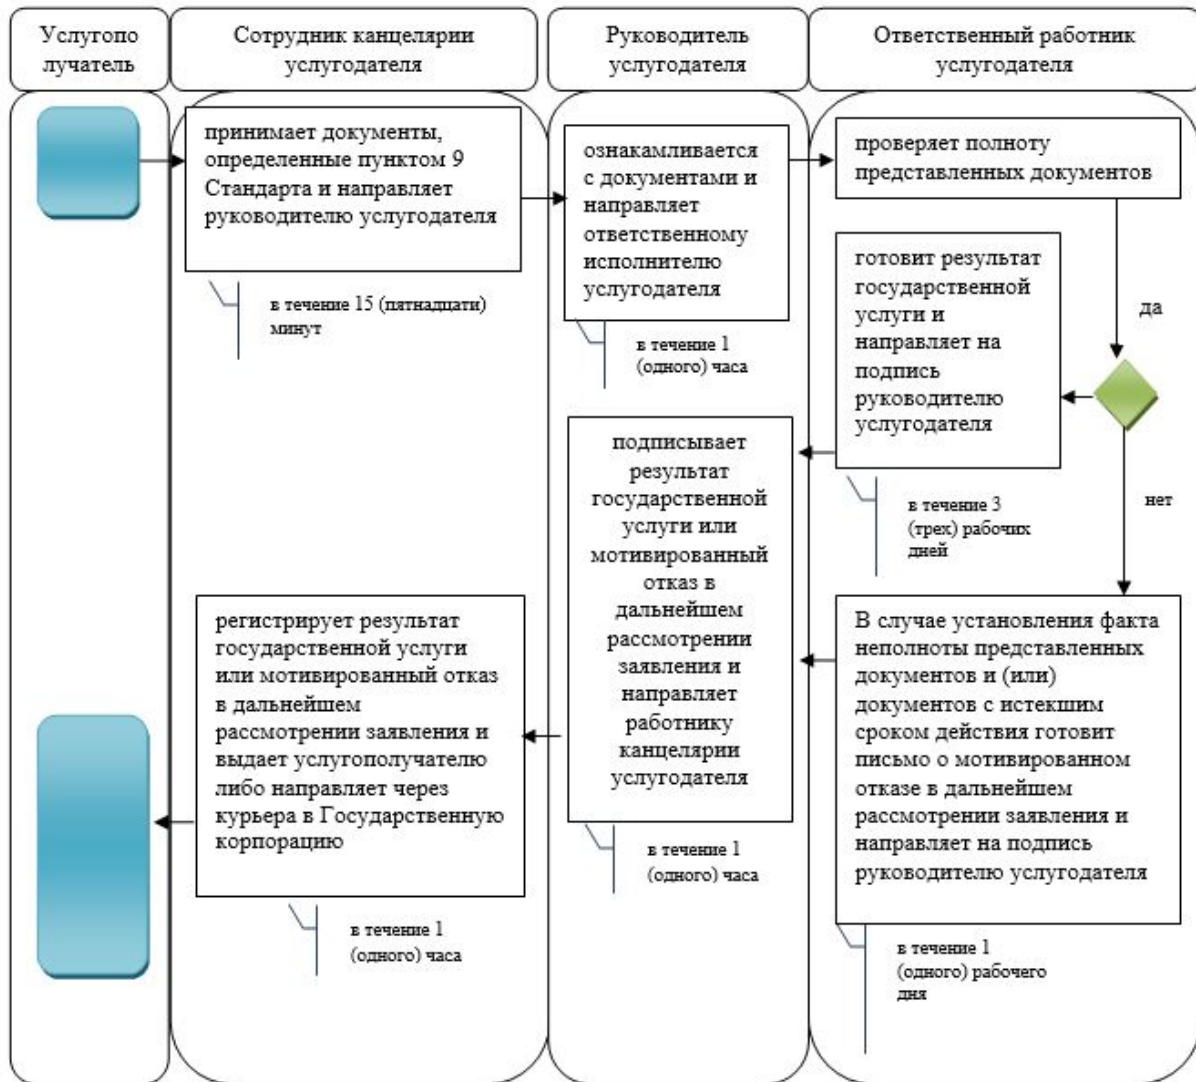 Услугопо
лучатель
Сотрудник канцелярии
услугодателя
Руководитель
услугодателя
Ответственный работник
услугодателя
принимает документы,
определенные пунктом 9
Стандарта и направляет
руководителю услугодателя
в течение 15 (пятнадцати)
минут
ознакамливается
с документами и
направляет
ответственному
исполнителю
услугодателя
в течение 1
(одного) часа
проверяет полноту
представленных документов
да
готовит результат
государственной
услуги и
направляет на
подпись
руководителю
услугодателя
в течение 3
(трех) рабочих
дней
нет
В случае установления факта
неполноты представленных
документов и (или)
документов с истекшим
сроком действия готовит
письмо о мотивированном
отказе в дальнейшем
рассмотрении заявления и
направляет на подпись
руководителю услугодателя
в течение 1
(одного) рабочего
дня
подписывает
результат
государственной
услуги или
мотивированный
отказ в
дальнейшем
рассмотрении
заявления и
направляет
работнику
канцелярии
услугодателя
в течение 1
(одного) часа
регистрирует результат
государственной услуги
или мотивированный отказ
в дальнейшем
рассмотрении заявления и
выдает услугополучателю
либо направляет через
курьера в Государственную
корпорацию
в течение 1
(одного) часа